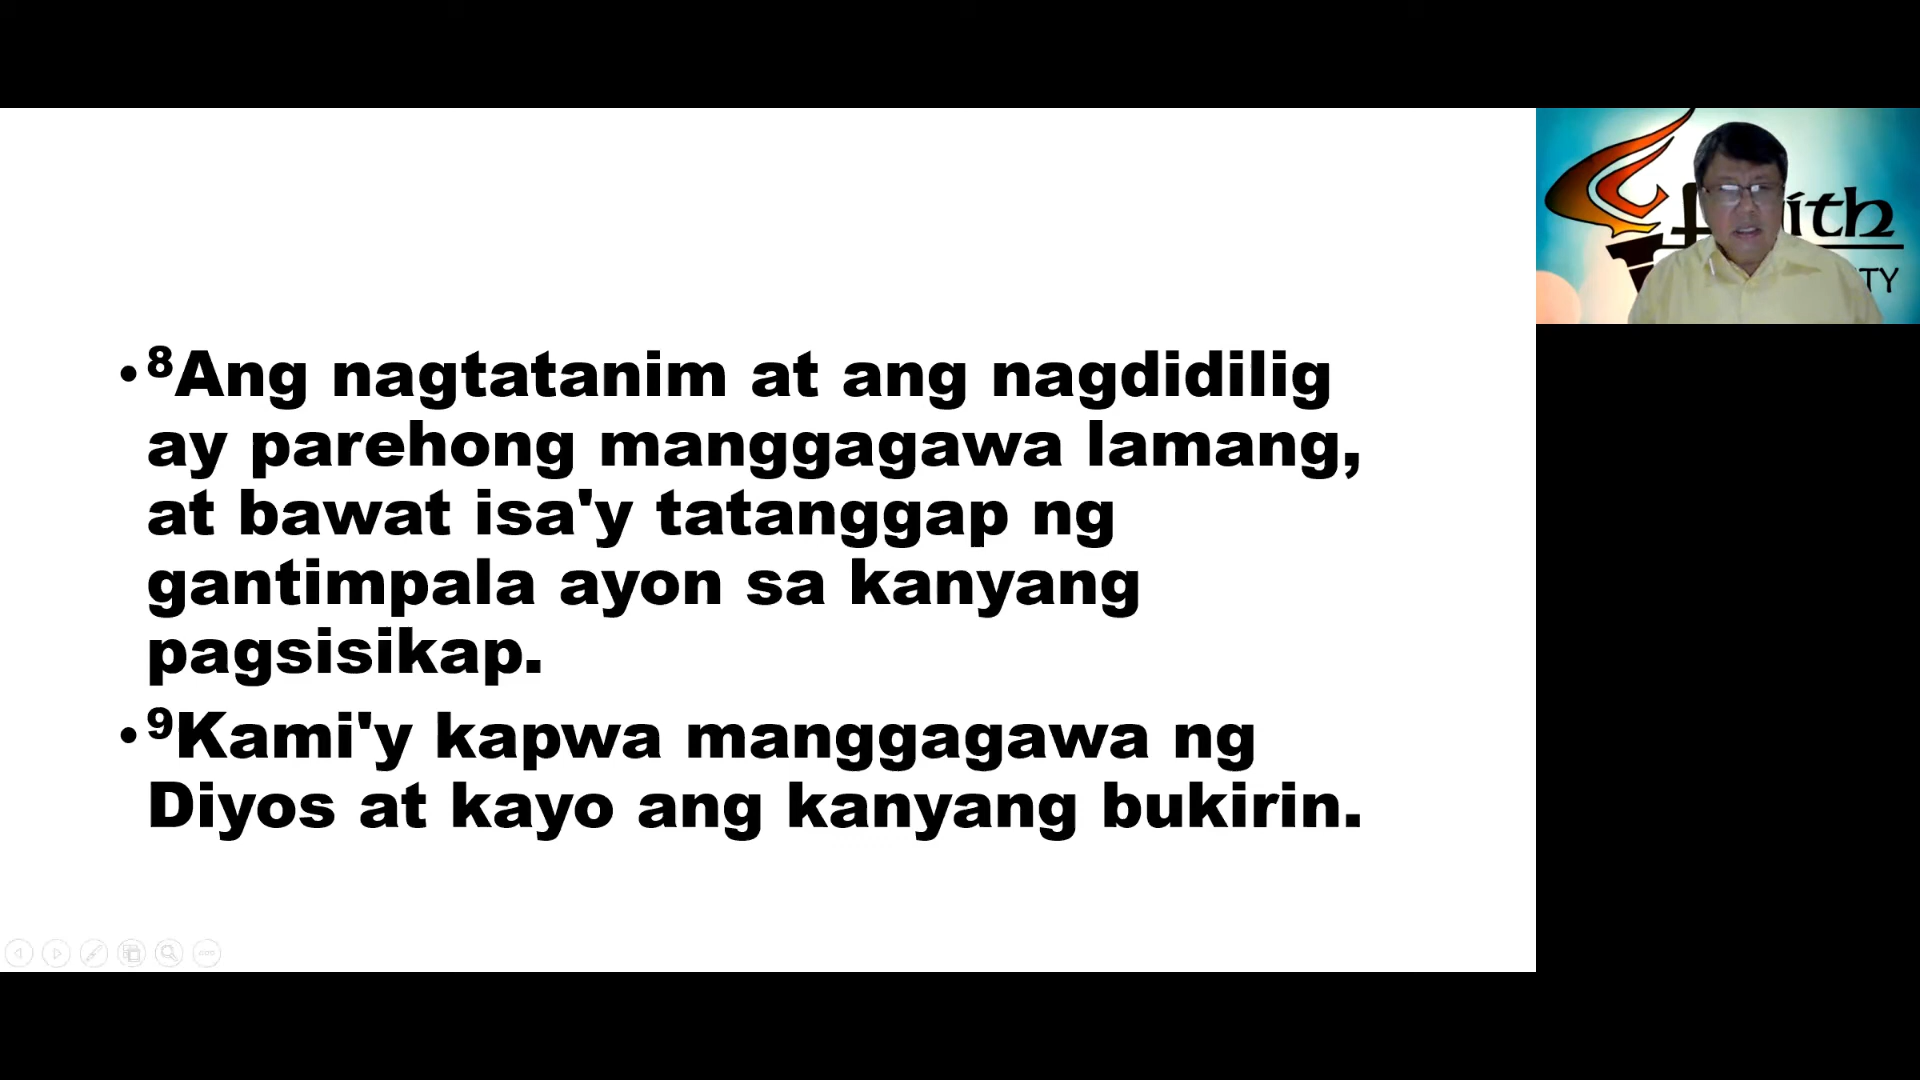 •⁸Ang nagtatanim at ang nagdidilig
ay parehong manggagawa lamang,
at bawat isa'y tatanggap ng
gantimpala ayon sa kanyang
pagsisikap.
•⁹Kami'y kapwa manggagawa ng
Diyos at kayo ang kanyang bukirin.